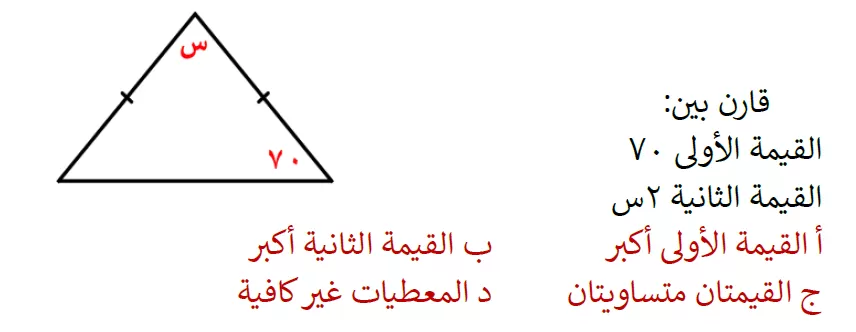 س
٧٠
قارن بين:
القيمة الأولى ٧٠
القيمة الثانية ٢س
أ القيمة الأولى أكبر
ب القيمة الثانية أكبر
ج القيمتان متساويتان
د المعطيات غير كافية